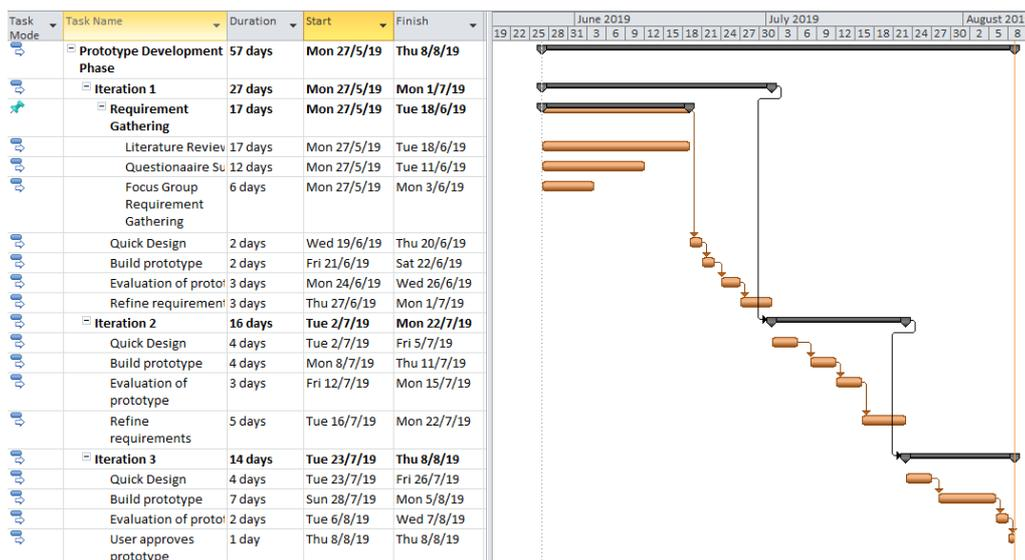 Task Mode Task Name Duration Start Finish
June 2019 July 2019 August 201
19 22 25 28 31 3 6 9 12 15 18 21 24 27 30 3 6 9 12 15 18 21 24 27 30 2 5 8
Prototype Development Phase 57 days Mon 27/5/19 Thu 8/8/19
Iteration 1 27 days Mon 27/5/19 Mon 1/7/19
Requirement Gathering 17 days Mon 27/5/19 Tue 18/6/19
Literature Review 17 days Mon 27/5/19 Tue 18/6/19
Questionaaire Su 12 days Mon 27/5/19 Tue 11/6/19
Focus Group Requirement Gathering 6 days Mon 27/5/19 Mon 3/6/19
Quick Design 2 days Wed 19/6/19 Thu 20/6/19
Build prototype 2 days Fri 21/6/19 Sat 22/6/19
Evaluation of protot 3 days Mon 24/6/19 Wed 26/6/19
Refine requirement 3 days Thu 27/6/19 Mon 1/7/19
Iteration 2 16 days Tue 2/7/19 Mon 22/7/19
Quick Design 4 days Tue 2/7/19 Fri 5/7/19
Build prototype 4 days Mon 8/7/19 Thu 11/7/19
Evaluation of prototype 3 days Fri 12/7/19 Mon 15/7/19
Refine requirements 5 days Tue 16/7/19 Mon 22/7/19
Iteration 3 14 days Tue 23/7/19 Thu 8/8/19
Quick Design 4 days Tue 23/7/19 Fri 26/7/19
Build prototype 7 days Sun 28/7/19 Mon 5/8/19
Evaluation of protot 2 days Tue 6/8/19 Wed 7/8/19
User approves prototype 1 day Thu 8/8/19 Thu 8/8/19